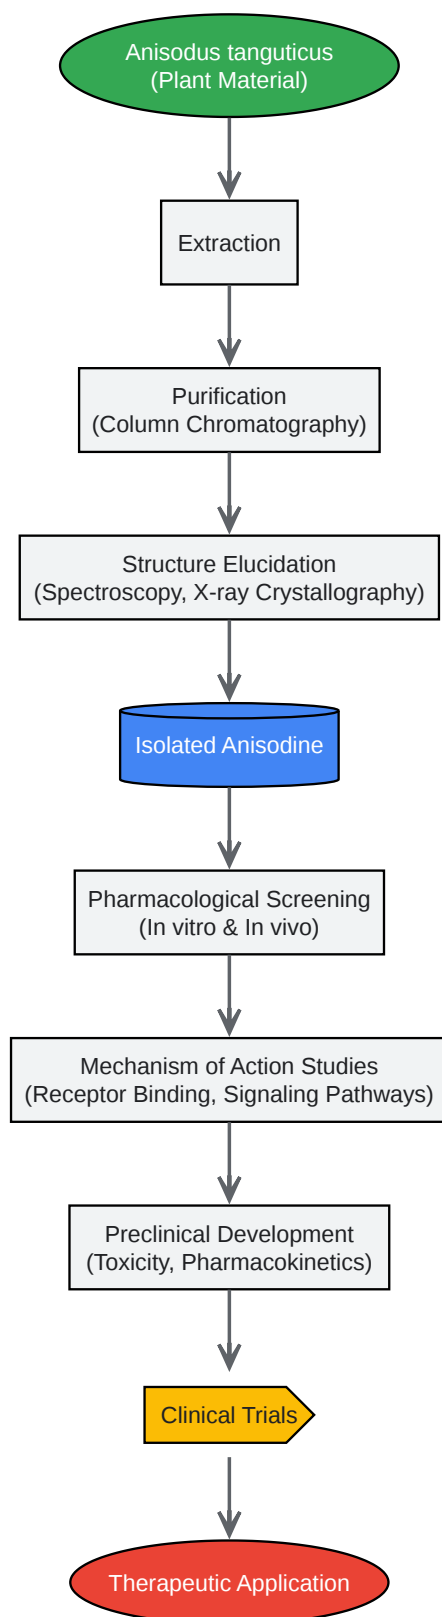 Anisodus tanguticus
(Plant Material)
Extraction
Purification
(Column Chromatography)
Structure Elucidation
(Spectroscopy, X-ray Crystallography)
Isolated Anisodine
Pharmacological Screening
(In vitro & In vivo)
Mechanism of Action Studies
(Receptor Binding, Signaling Pathways)
Preclinical Development
(Toxicity, Pharmacokinetics)
Clinical Trials
Therapeutic Application